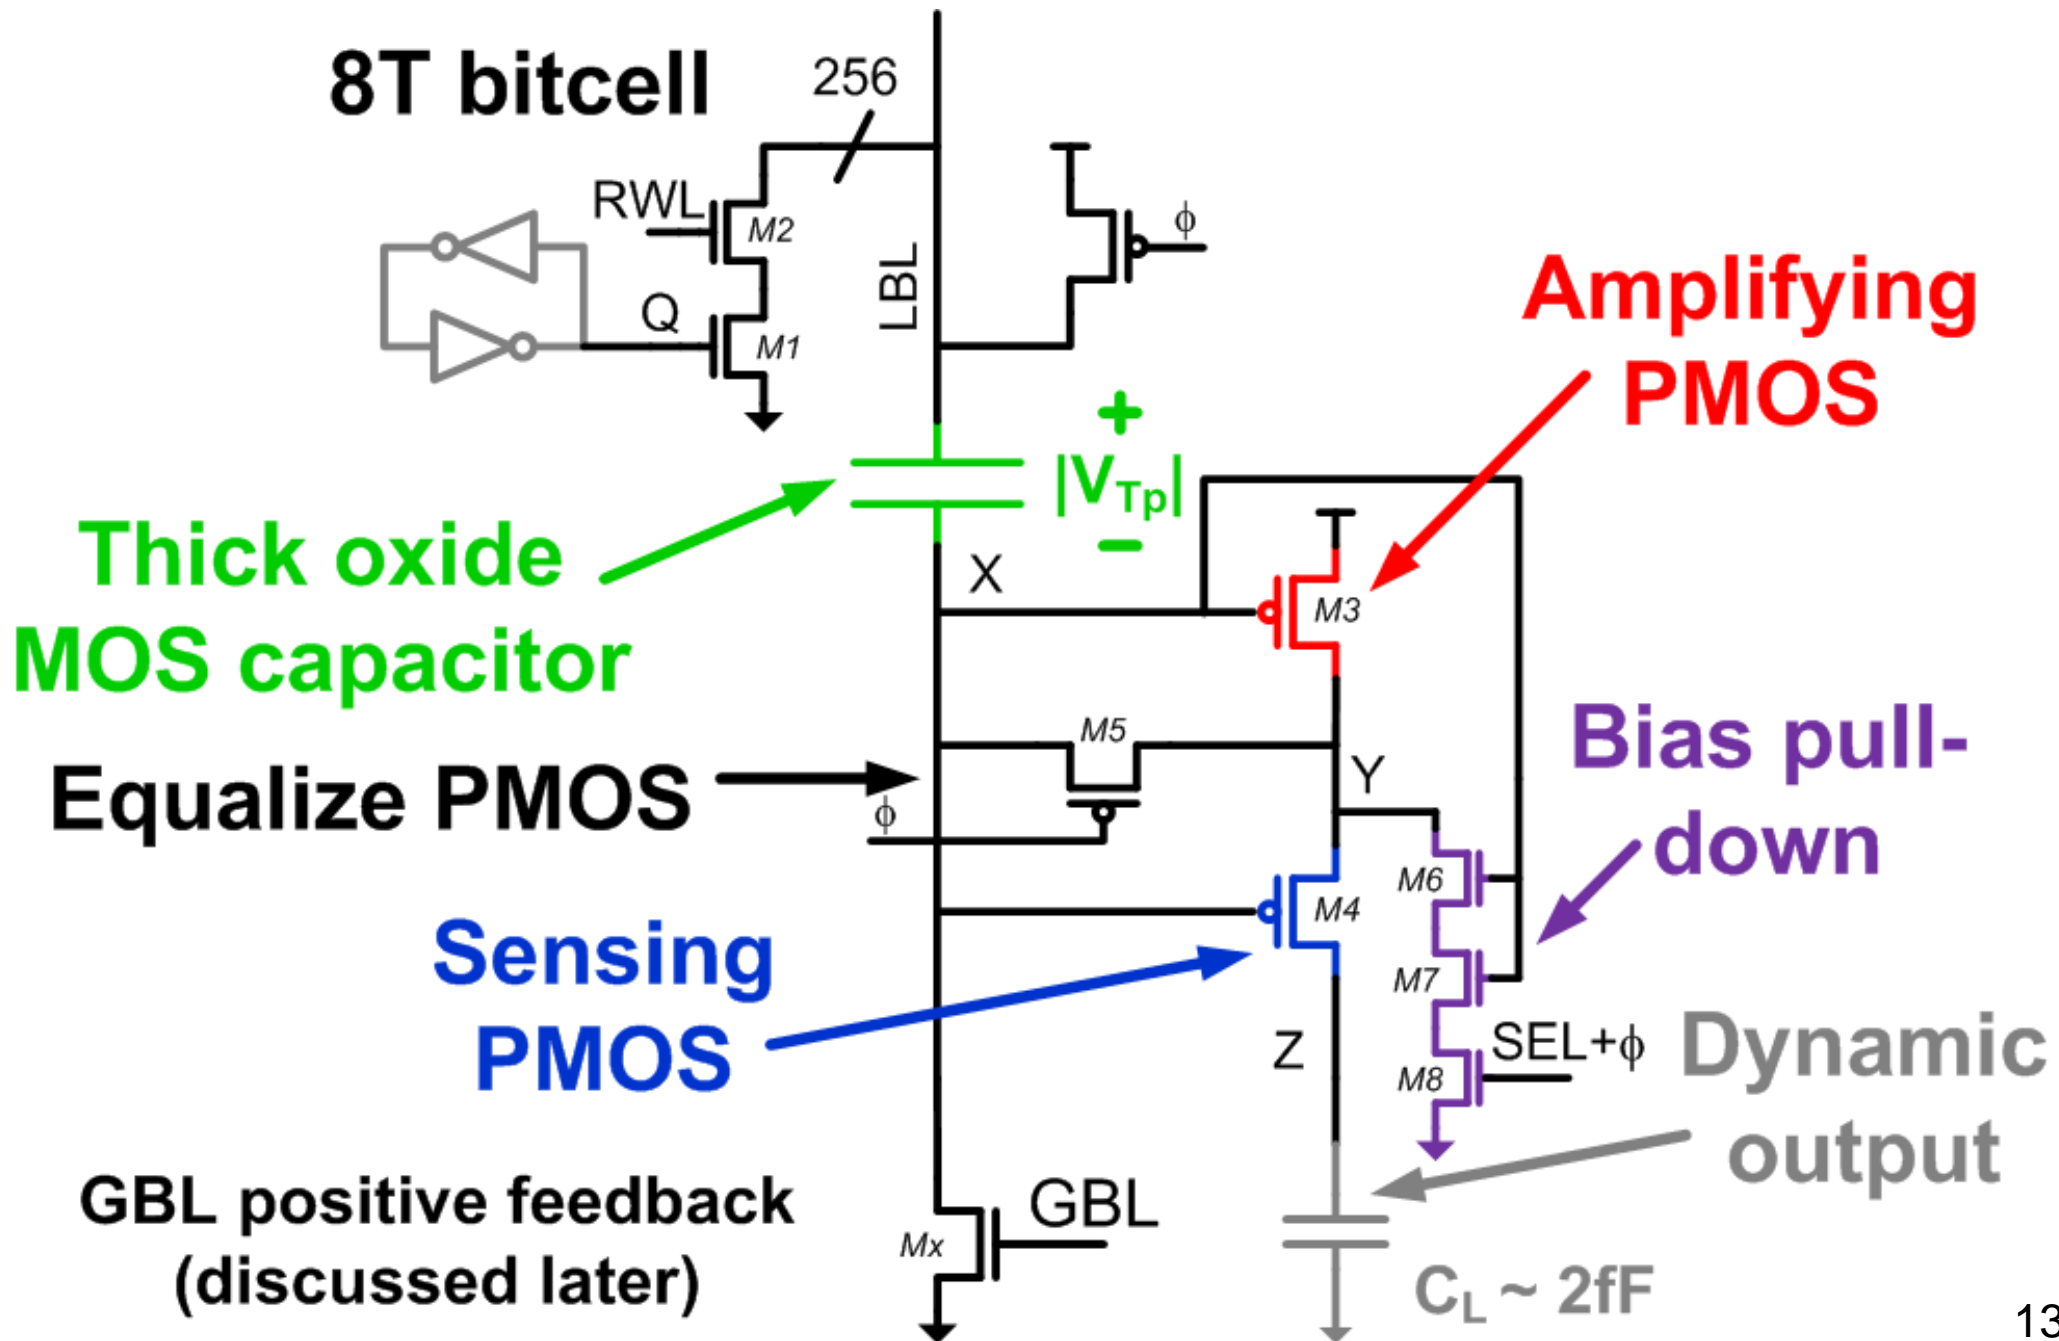 8T bitcell
256
RWL
M2
ϕ
LBL
Q
M1
Amplifying
PMOS
+
|V_Tp|
−
Thick oxide
MOS capacitor
X
M3
M5
Bias pull-
down
Equalize PMOS
ϕ
Y
M6
M4
Sensing
PMOS
M7
Z
SEL+ϕ
M8
Dynamic
output
GBL positive feedback
(discussed later)
GBL
Mx
C_L ~ 2fF
13